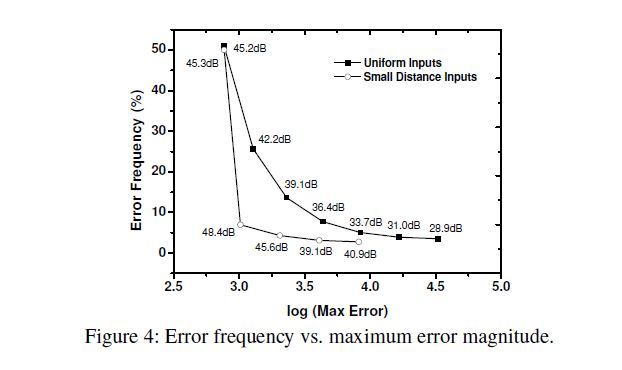 50
45.2dB
45.3dB
Uniform Inputs
Small Distance Inputs
40
Error Frequency (%)
30
42.2dB
20
39.1dB
36.4dB
10
33.7dB
31.0dB
28.9dB
48.4dB
45.6dB
39.1dB
40.9dB
0
2.5
3.0
3.5
4.0
4.5
5.0
log (Max Error)
Figure 4: Error frequency vs. maximum error magnitude.